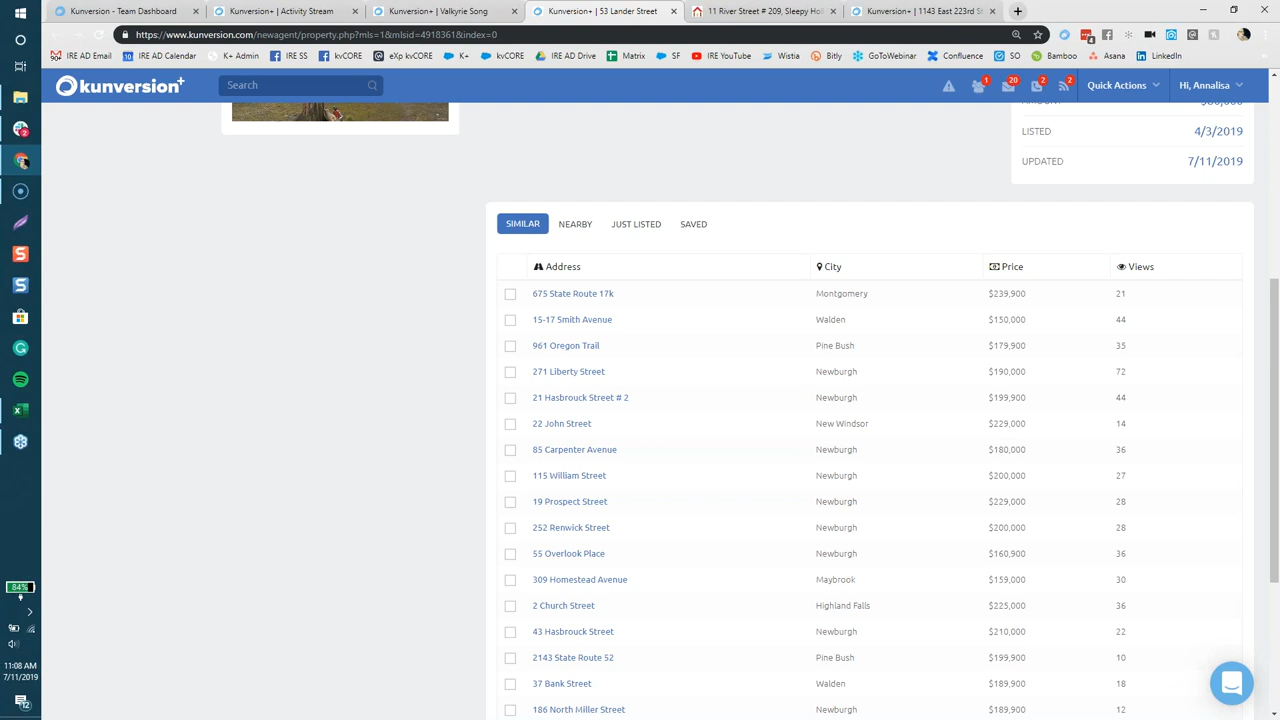 Kunversion - Team Dashboard
Kunversion+ | Activity Stream
Kunversion+ | Valkyrie Song
Kunversion+ | 53 Lander Street
11 River Street # 209, Sleepy Ho
Kunversion+ | 1143 East 223rd St
https://www.kunversion.com/newagent/property.php?mls=1&mlsid=4918361&index=0
IRE AD Email
IRE AD Calendar
K+ Admin
IRE SS
kvCORE
eXp kvCORE
IRE AD Drive
Matrix
IRE YouTube
Wistia
Bitly
GoToWebinar
Confluence
SO
Bamboo
Asana
LinkedIn
kunversion+
Search
1
20
2
2
Quick Actions
Hi, Annalisa
LISTED 4/3/2019
UPDATED 7/11/2019
SIMILAR NEARBY JUST LISTED SAVED
Address City Price Views
675 State Route 17k Montgomery $239,900 21
15-17 Smith Avenue Walden $150,000 44
961 Oregon Trail Pine Bush $179,900 35
271 Liberty Street Newburgh $190,000 72
21 Hasbrouck Street # 2 Newburgh $199,900 44
22 John Street New Windsor $229,000 14
85 Carpenter Avenue Newburgh $180,000 36
115 William Street Newburgh $200,000 27
19 Prospect Street Newburgh $229,000 28
252 Renwick Street Newburgh $200,000 28
55 Overlook Place Newburgh $160,900 36
309 Homestead Avenue Maybrook $159,000 30
2 Church Street Highland Falls $225,000 36
43 Hasbrouck Street Newburgh $210,000 22
2143 State Route 52 Pine Bush $199,900 10
37 Bank Street Walden $189,900 18
186 North Miller Street Newburgh $189,900 12
84%
11:08 AM
7/11/2019